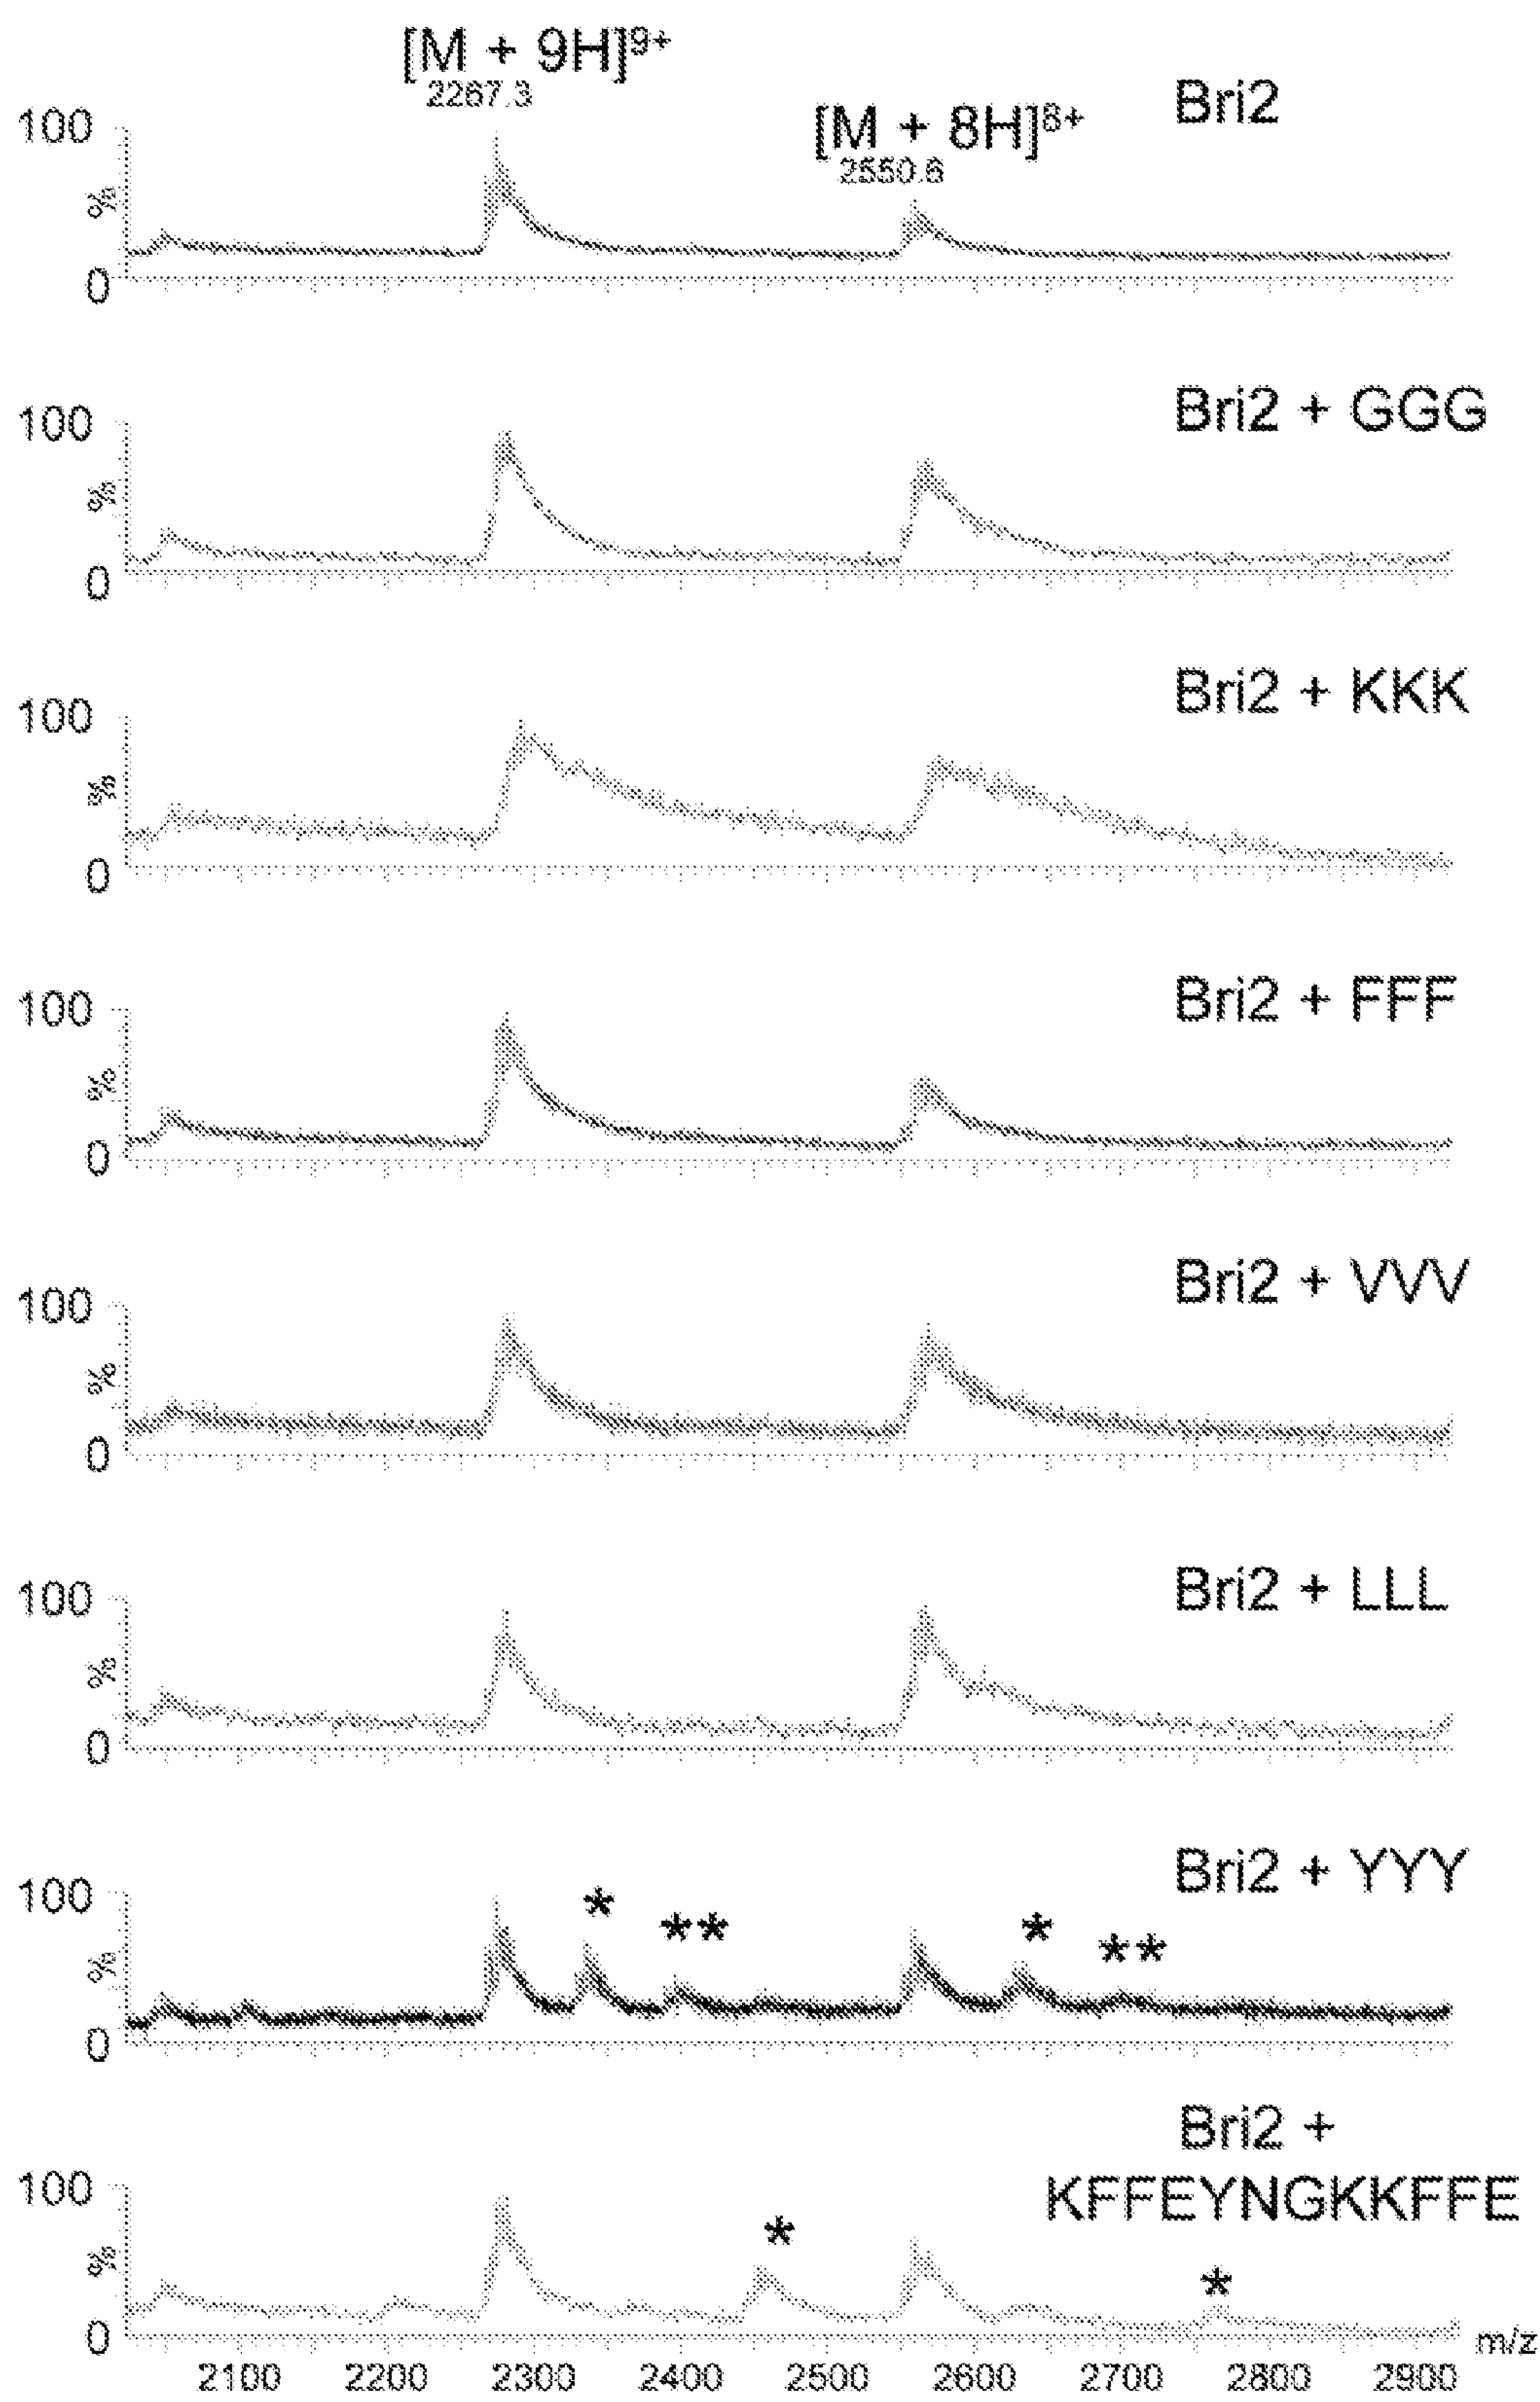 [M + 9H]9+
2267.3
[M + 8H]8+
2550.6
Bri2
100
%
0
Bri2 + GGG
100
%
0
Bri2 + KKK
100
%
0
Bri2 + FFF
100
%
0
Bri2 + VVV
100
%
0
Bri2 + LLL
100
%
0
Bri2 + YYY
100
*
**
*
**
%
0
Bri2 +
KFFEYNGKKFFE
100
*
%
*
0
m/z
2100 2200 2300 2400 2500 2600 2700 2800 2900